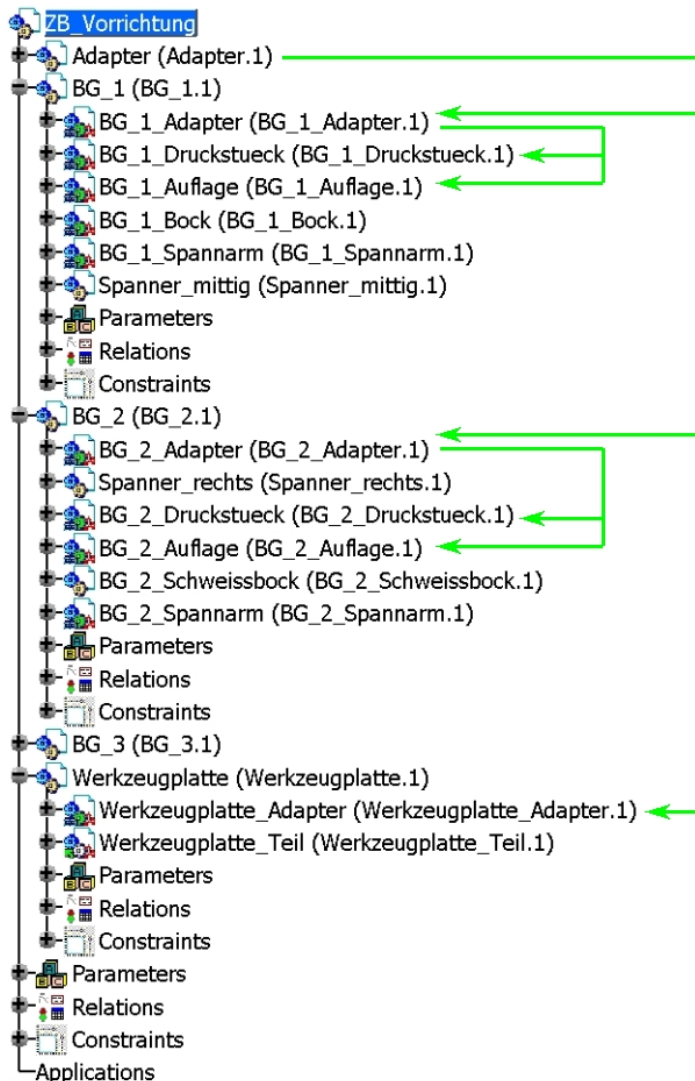 ZB_Vorrichtung
Adapter (Adapter.1)
BG_1 (BG_1.1)
BG_1_Adapter (BG_1_Adapter.1)
BG_1_Druckstueck (BG_1_Druckstueck.1)
BG_1_Auflage (BG_1_Auflage.1)
BG_1_Bock (BG_1_Bock.1)
BG_1_Spannarm (BG_1_Spannarm.1)
Spanner_mittig (Spanner_mittig.1)
Parameters
Relations
Constraints
BG_2 (BG_2.1)
BG_2_Adapter (BG_2_Adapter.1)
Spanner_rechts (Spanner_rechts.1)
BG_2_Druckstueck (BG_2_Druckstueck.1)
BG_2_Auflage (BG_2_Auflage.1)
BG_2_Schweissbock (BG_2_Schweissbock.1)
BG_2_Spannarm (BG_2_Spannarm.1)
Parameters
Relations
Constraints
BG_3 (BG_3.1)
Werkzeugplatte (Werkzeugplatte.1)
Werkzeugplatte_Adapter (Werkzeugplatte_Adapter.1)
Werkzeugplatte_Teil (Werkzeugplatte_Teil.1)
Parameters
Relations
Constraints
Parameters
Relations
Constraints
Applications